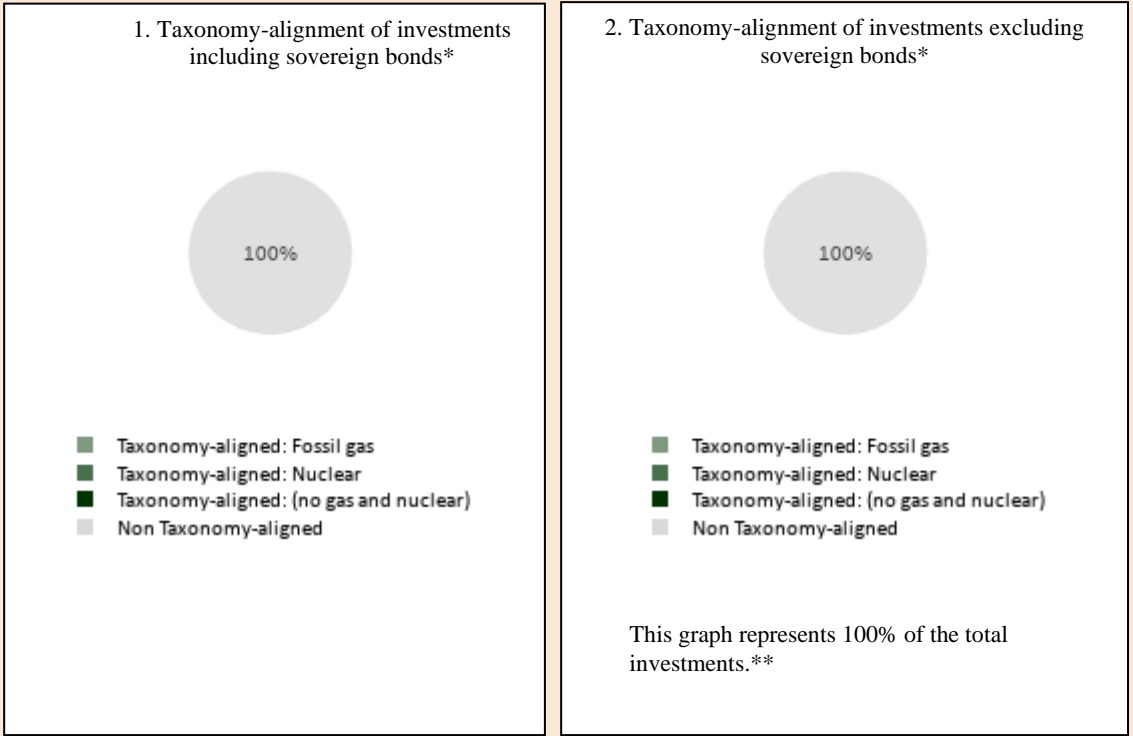 1. Taxonomy-alignment of investments
including sovereign bonds*
100%
Taxonomy-aligned: Fossil gas
Taxonomy-aligned: Nuclear
Taxonomy-aligned: (no gas and nuclear)
Non Taxonomy-aligned
2. Taxonomy-alignment of investments excluding
sovereign bonds*
100%
Taxonomy-aligned: Fossil gas
Taxonomy-aligned: Nuclear
Taxonomy-aligned: (no gas and nuclear)
Non Taxonomy-aligned
This graph represents 100% of the total
investments.**